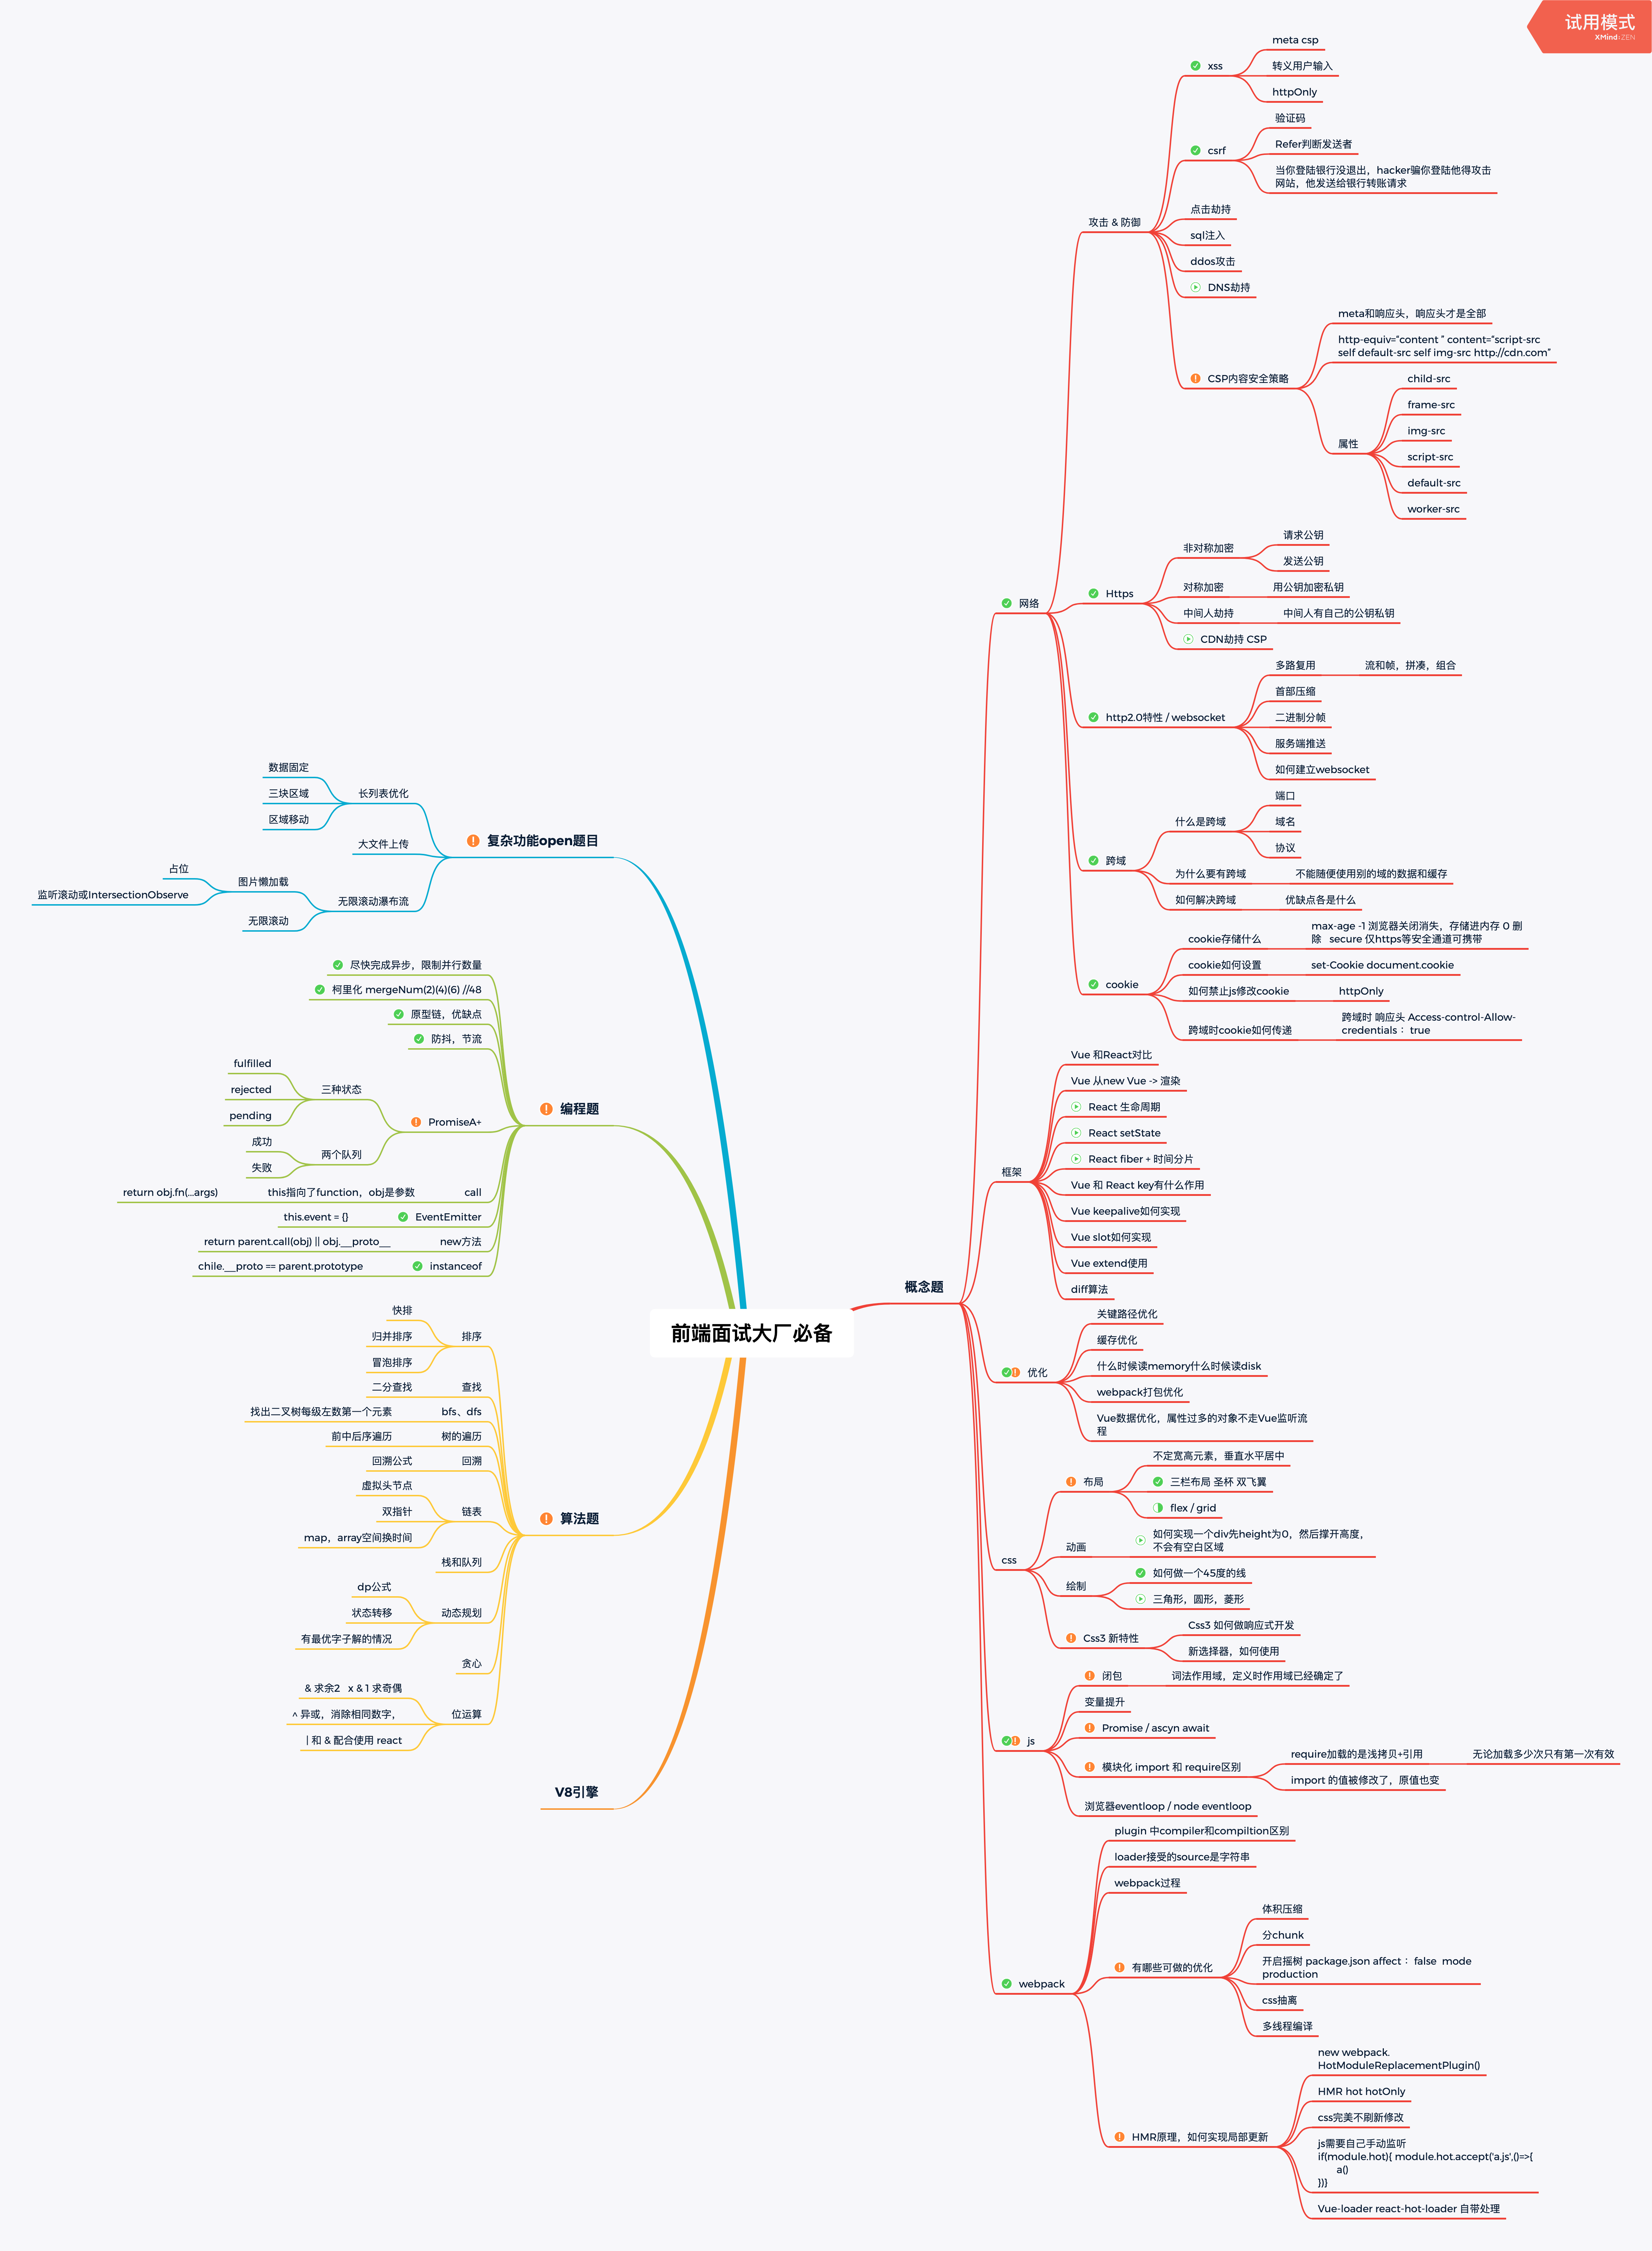 试用模式
XMind:ZEN
前端面试大厂必备
概念题
网络
攻击 & 防御
xss
meta csp
转义用户输入
httpOnly
csrf
验证码
Refer判断发送者
当你登陆银行没退出，hacker骗你登陆他得攻击
网站，他发送给银行转账请求
点击劫持
sql注入
ddos攻击
DNS劫持
CSP内容安全策略
meta和响应头，响应头才是全部
http-equiv=“content ” content=“script-src
self default-src self img-src http://cdn.com”
属性
child-src
frame-src
img-src
script-src
default-src
worker-src
Https
非对称加密
请求公钥
发送公钥
对称加密
用公钥加密私钥
中间人劫持
中间人有自己的公钥私钥
CDN劫持 CSP
http2.0特性 / websocket
多路复用
流和帧，拼凑，组合
首部压缩
二进制分帧
服务端推送
如何建立websocket
跨域
什么是跨域
端口
域名
协议
为什么要有跨域
不能随便使用别的域的数据和缓存
如何解决跨域
优缺点各是什么
cookie
cookie存储什么
max-age -1 浏览器关闭消失，存储进内存 0 删
除   secure 仅https等安全通道可携带
cookie如何设置
set-Cookie document.cookie
如何禁止js修改cookie
httpOnly
跨域时cookie如何传递
跨域时 响应头 Access-control-Allow-
credentials： true
框架
Vue 和React对比
Vue 从new Vue -> 渲染
React 生命周期
React setState
React fiber + 时间分片
Vue 和 React key有什么作用
Vue keepalive如何实现
Vue slot如何实现
Vue extend使用
diff算法
优化
关键路径优化
缓存优化
什么时候读memory什么时候读disk
webpack打包优化
Vue数据优化，属性过多的对象不走Vue监听流
程
css
布局
不定宽高元素，垂直水平居中
三栏布局 圣杯 双飞翼
flex / grid
动画
如何实现一个div先height为0，然后撑开高度，
不会有空白区域
绘制
如何做一个45度的线
三角形，圆形，菱形
Css3 新特性
Css3 如何做响应式开发
新选择器，如何使用
js
闭包
词法作用域，定义时作用域已经确定了
变量提升
Promise / ascyn await
模块化 import 和 require区别
require加载的是浅拷贝+引用
无论加载多少次只有第一次有效
import 的值被修改了，原值也变
浏览器eventloop / node eventloop
webpack
plugin 中compiler和compiltion区别
loader接受的source是字符串
webpack过程
有哪些可做的优化
体积压缩
分chunk
开启摇树 package.json affect： false  mode
production
css抽离
多线程编译
HMR原理，如何实现局部更新
new webpack.
HotModuleReplacementPlugin()
HMR hot hotOnly
css完美不刷新修改
js需要自己手动监听
if(module.hot){ module.hot.accept('a.js',()=>{
a()
})}
Vue-loader react-hot-loader 自带处理
复杂功能open题目
长列表优化
数据固定
三块区域
区域移动
大文件上传
无限滚动瀑布流
图片懒加载
占位
监听滚动或IntersectionObserve
无限滚动
编程题
尽快完成异步，限制并行数量
柯里化 mergeNum(2)(4)(6) //48
原型链，优缺点
防抖，节流
PromiseA+
三种状态
fulfilled
rejected
pending
两个队列
成功
失败
call
this指向了function，obj是参数
return obj.fn(...args)
EventEmitter
this.event = {}
new方法
return parent.call(obj) || obj.__proto__
instanceof
chile.__proto == parent.prototype
算法题
排序
快排
归并排序
冒泡排序
查找
二分查找
bfs、dfs
找出二叉树每级左数第一个元素
树的遍历
前中后序遍历
回溯
回溯公式
链表
虚拟头节点
双指针
map，array空间换时间
栈和队列
动态规划
dp公式
状态转移
有最优字子解的情况
贪心
位运算
& 求余2   x & 1 求奇偶
^ 异或，消除相同数字，
| 和 & 配合使用 react
V8引擎